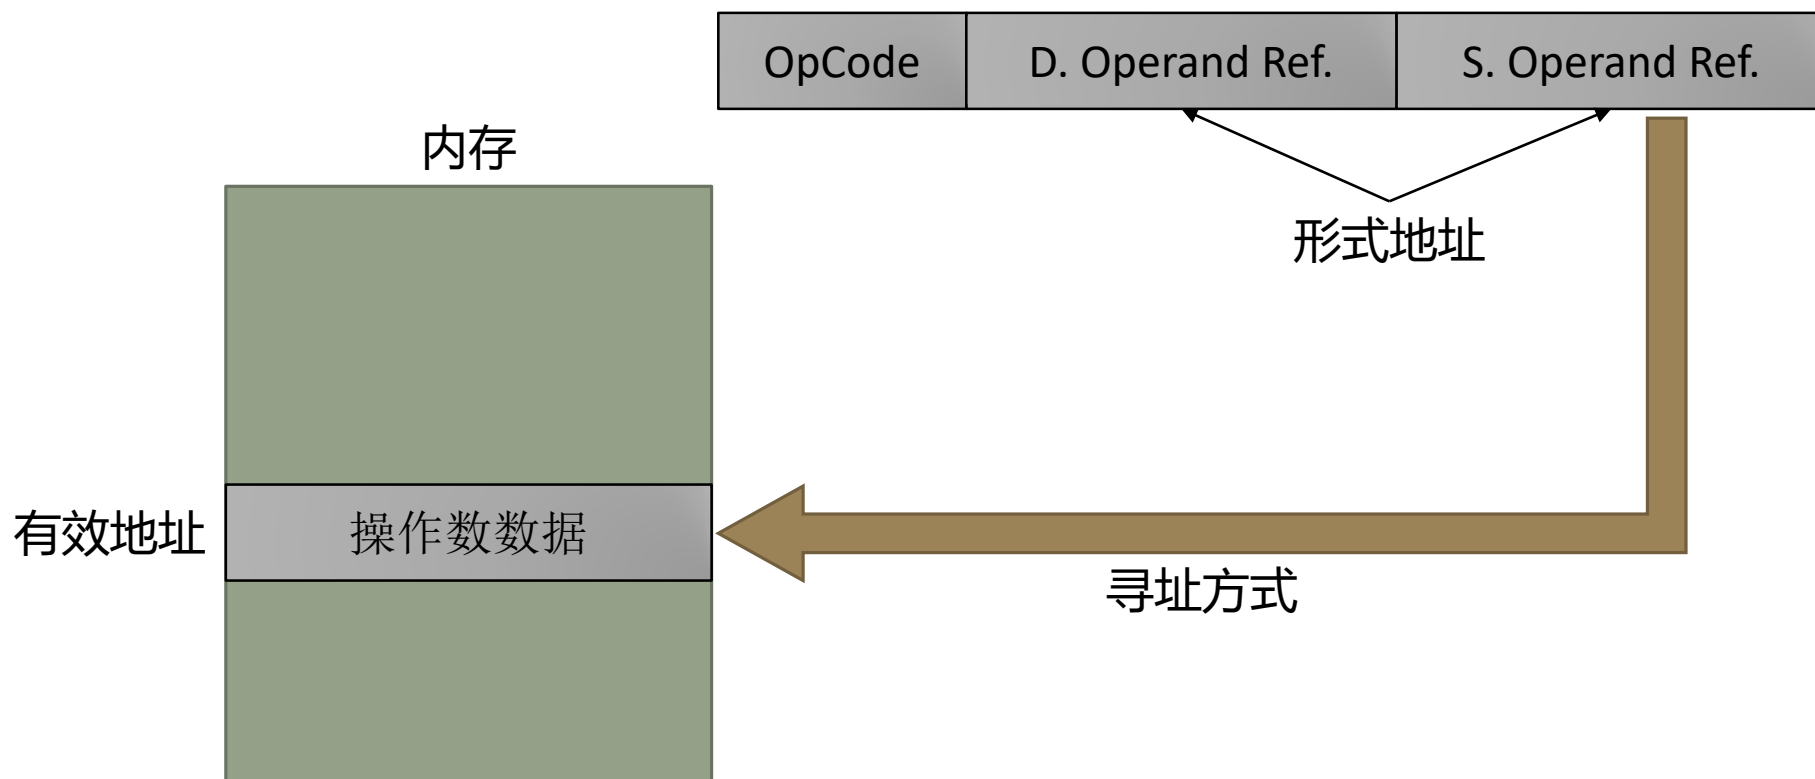 OpCode
D. Operand Ref.
S. Operand Ref.
内存
形式地址
有效地址
操作数数据
寻址方式